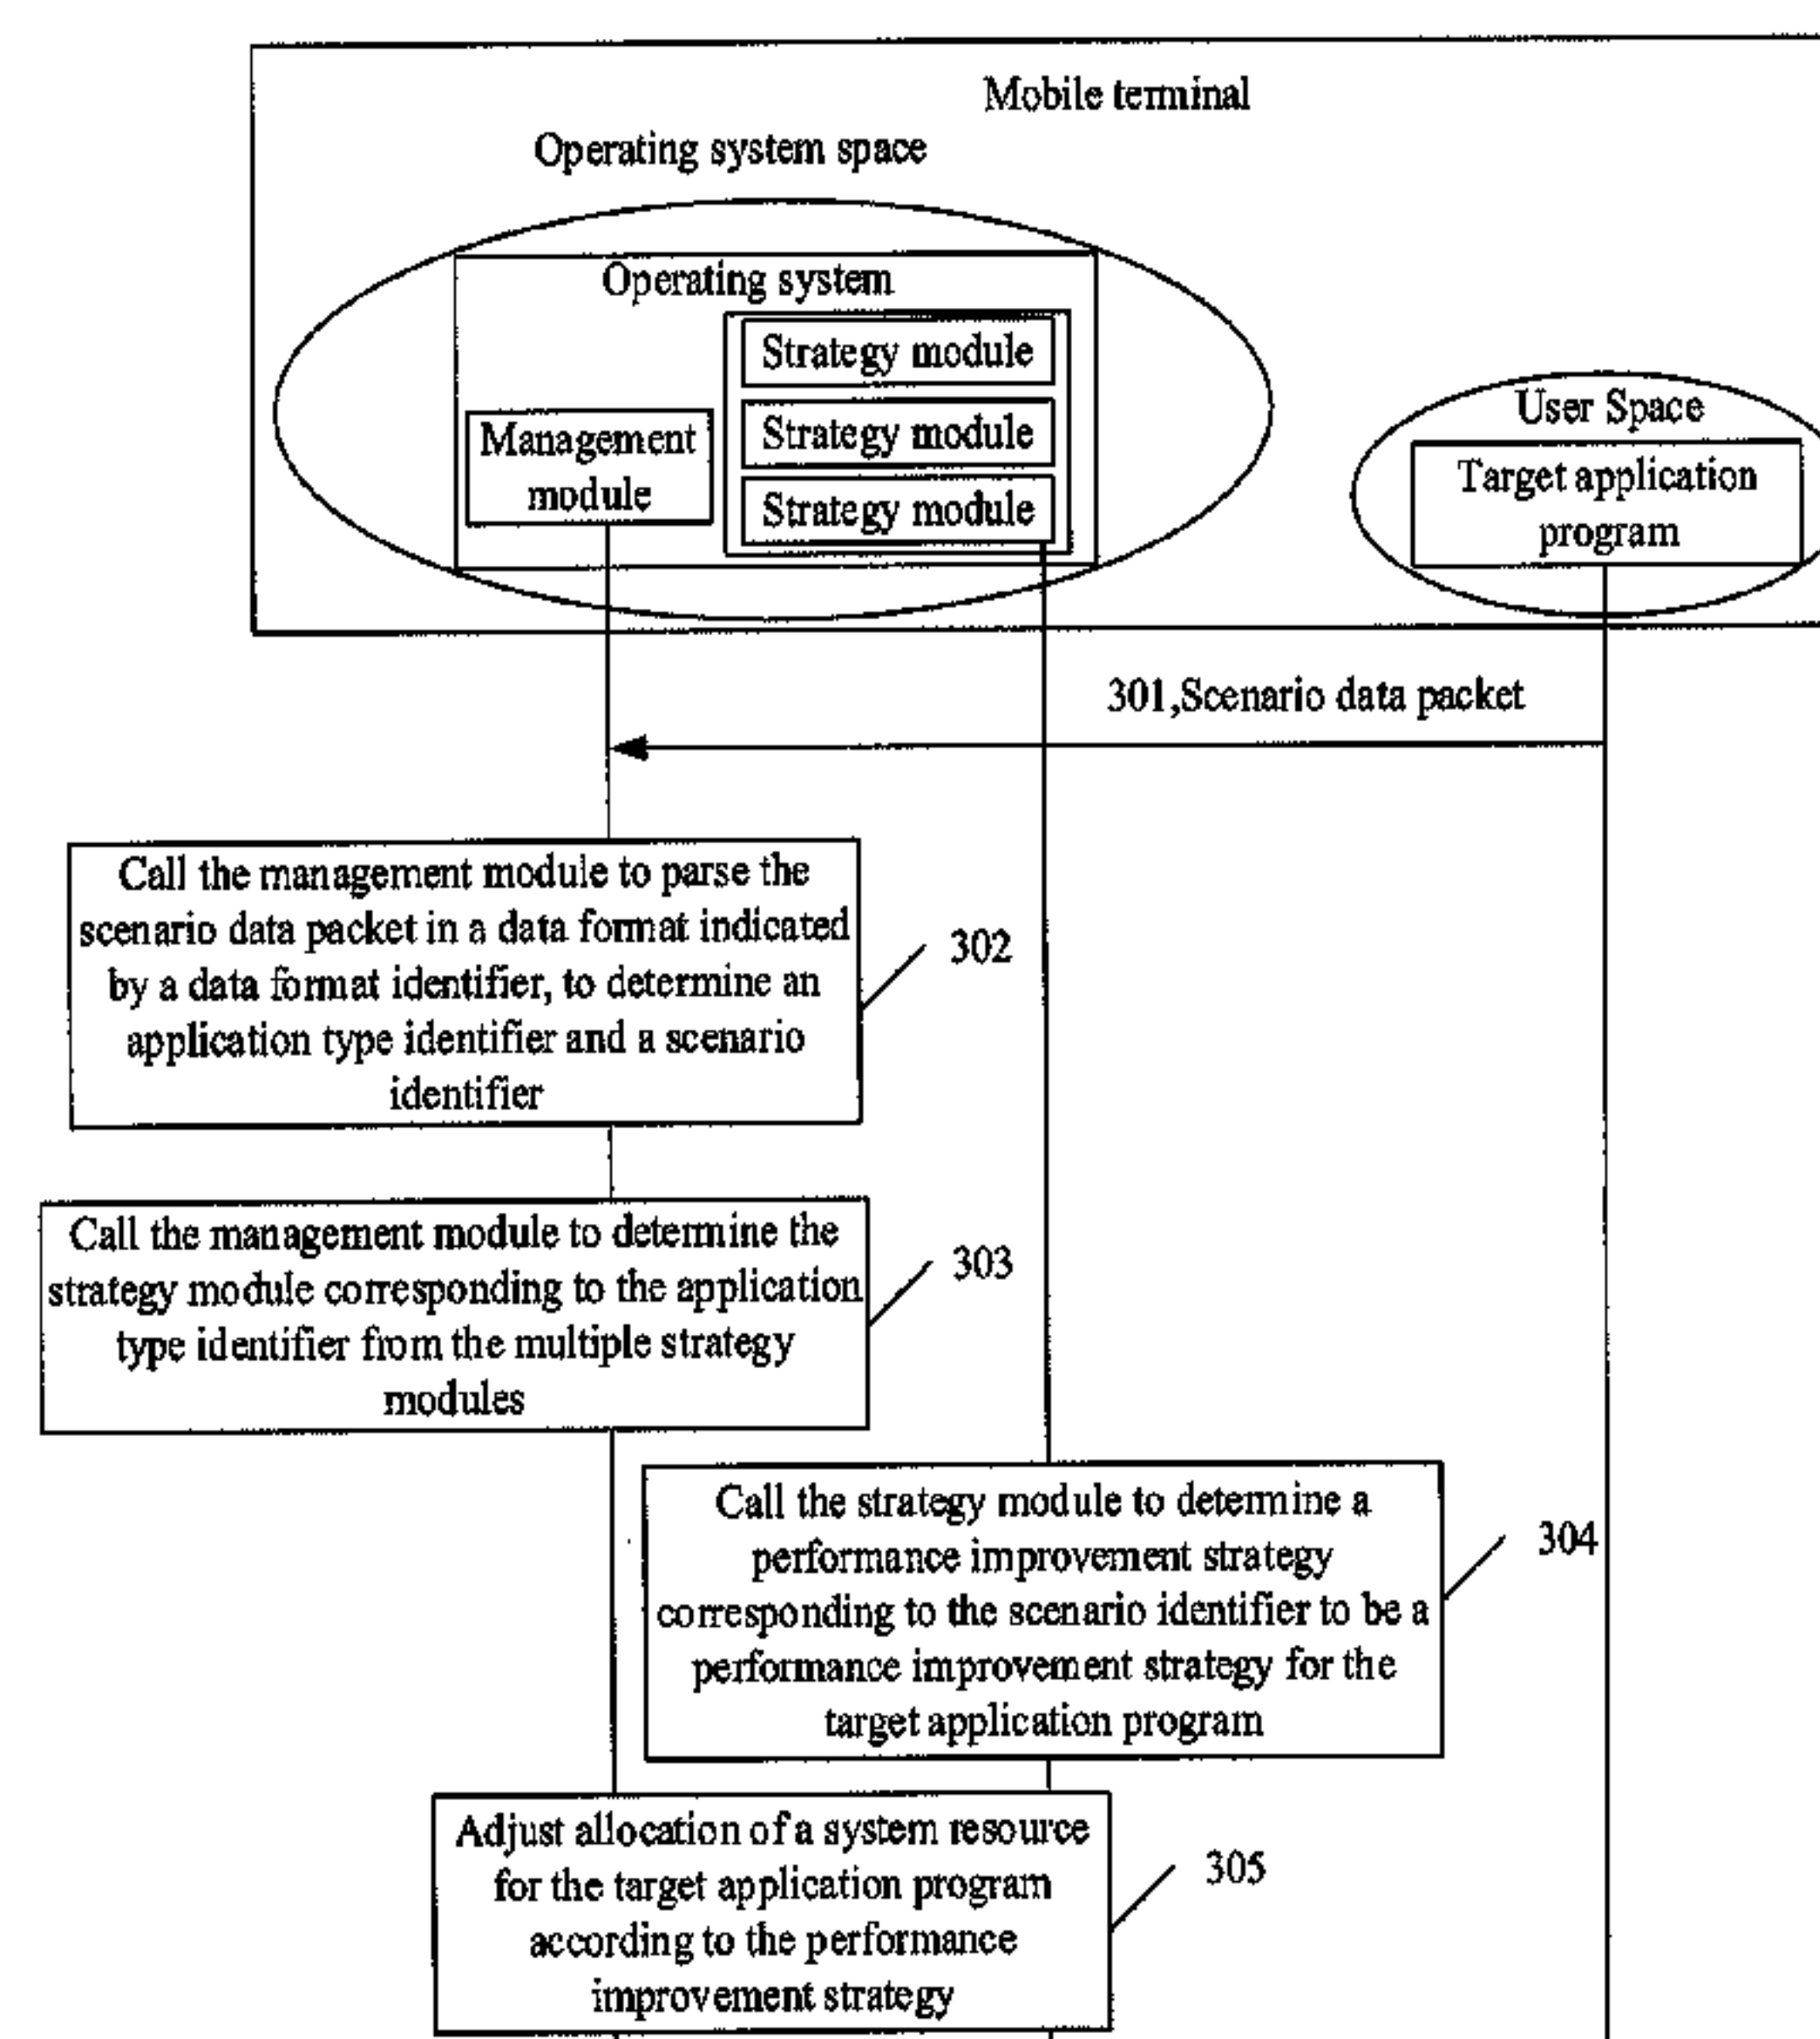 Mobile terminal
Operating system space
Operating system
Strategy module
Strategy module
Strategy module
Management
module
User Space
Target application
program
301,Scenario data packet
Call the management module to parse the
scenario data packet in a data format indicated
by a data format identifier, to determine an
application type identifier and a scenario
identifier
302
Call the management module to determine the
strategy module corresponding to the application
type identifier from the multiple strategy
modules
303
Call the strategy module to determine a
performance improvement strategy
corresponding to the scenario identifier to be a
performance improvement strategy for the
target application program
304
Adjust allocation of a system resource
for the target application program
according to the performance
improvement strategy
305